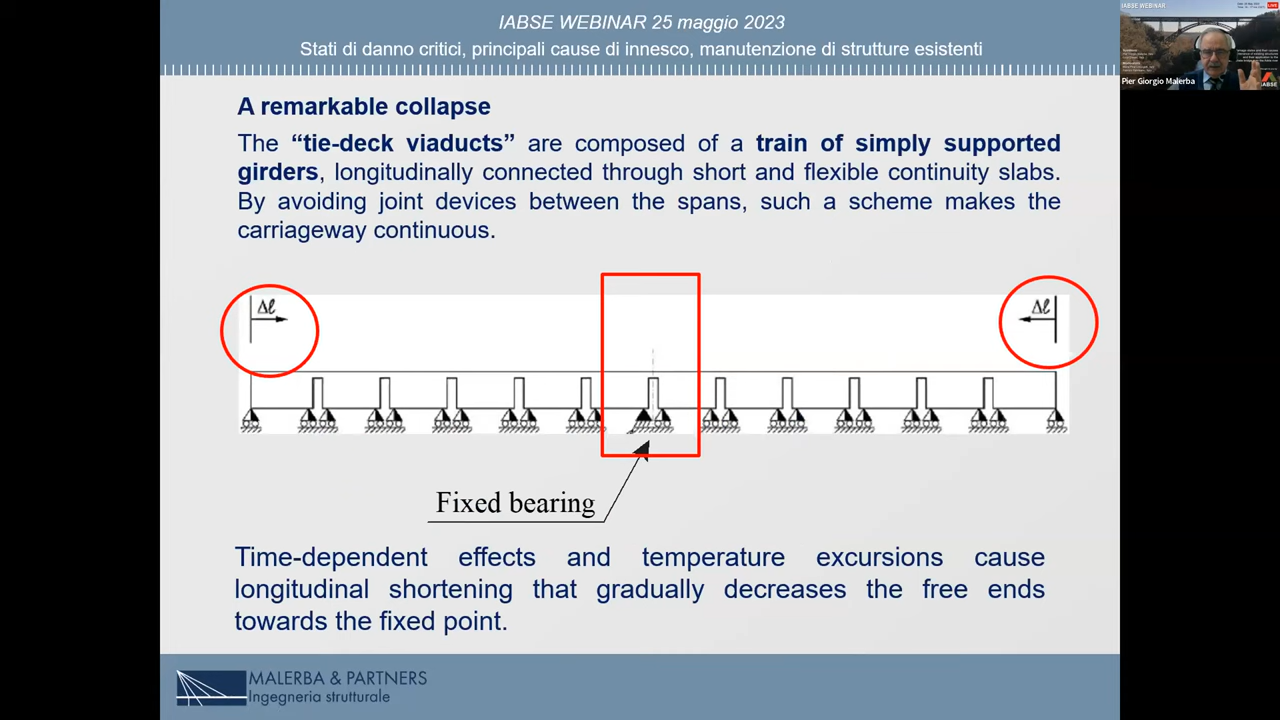 IABSE WEBINAR 25 maggio 2023
Stati di danno critici, principali cause di innesco, manutenzione di strutture esistenti
IABSE WEBINAR
LIVE
Pier Giorgio Malerba
IABSE
A remarkable collapse
The “tie-deck viaducts” are composed of a train of simply supported
girders, longitudinally connected through short and flexible continuity slabs.
By avoiding joint devices between the spans, such a scheme makes the
carriageway continuous.
Δℓ
Δℓ
Fixed bearing
Time-dependent effects and temperature excursions cause
longitudinal shortening that gradually decreases the free ends
towards the fixed point.
MALERBA & PARTNERS
Ingegneria strutturale